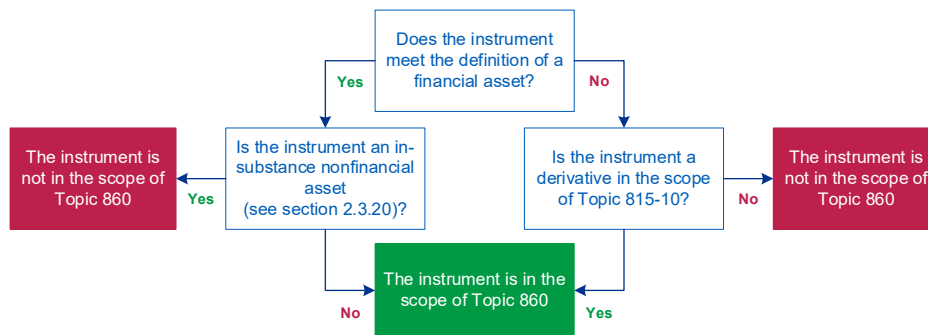 Does the instrument
meet the definition of a
financial asset?
Yes
No
The instrument is
not in the scope of
Topic 860
Yes
Is the instrument an in-
substance nonfinancial
asset
(see section 2.3.20)?
Is the instrument a
derivative in the scope
of Topic 815-10?
No
The instrument is
not in the scope of
Topic 860
No
The instrument is in the
scope of Topic 860
Yes